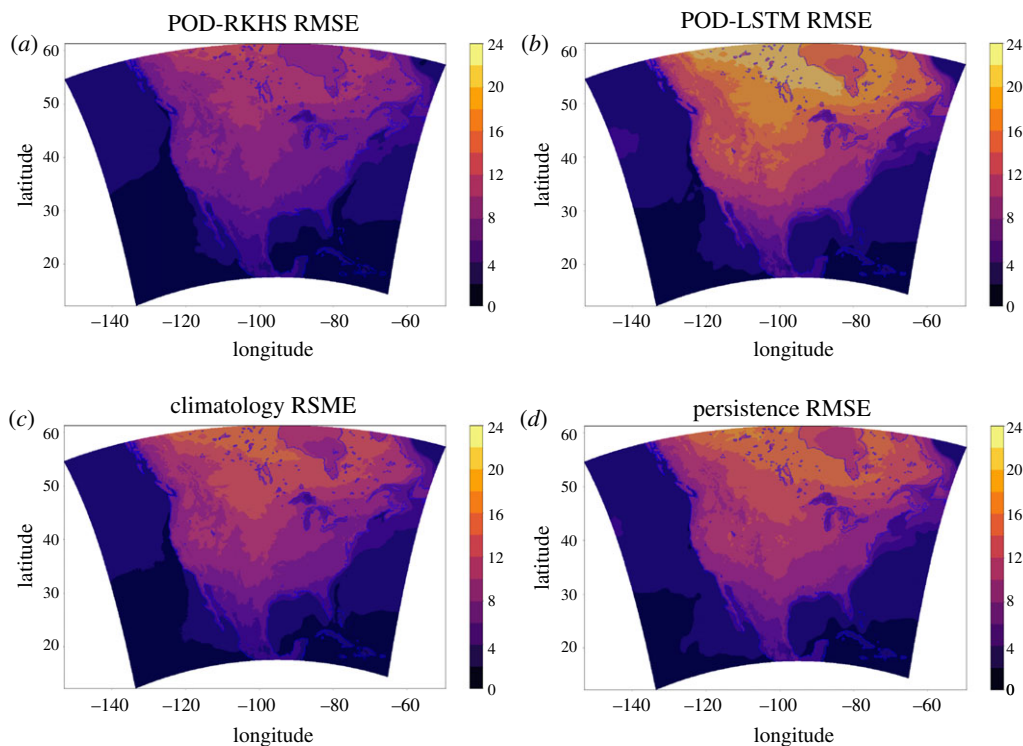 POD-RKHS RMSE
(a)
60
50
40
30
20
latitude
−140 −120 −100 −80 −60
longitude
24
20
16
12
8
4
0
POD-LSTM RMSE
(b)
60
50
40
30
20
latitude
−140 −120 −100 −80 −60
longitude
24
20
16
12
8
4
0
climatology RSME
(c)
60
50
40
30
20
latitude
−140 −120 −100 −80 −60
longitude
24
20
16
12
8
4
0
persistence RMSE
(d)
60
50
40
30
20
latitude
−140 −120 −100 −80 −60
longitude
24
20
16
12
8
4
0